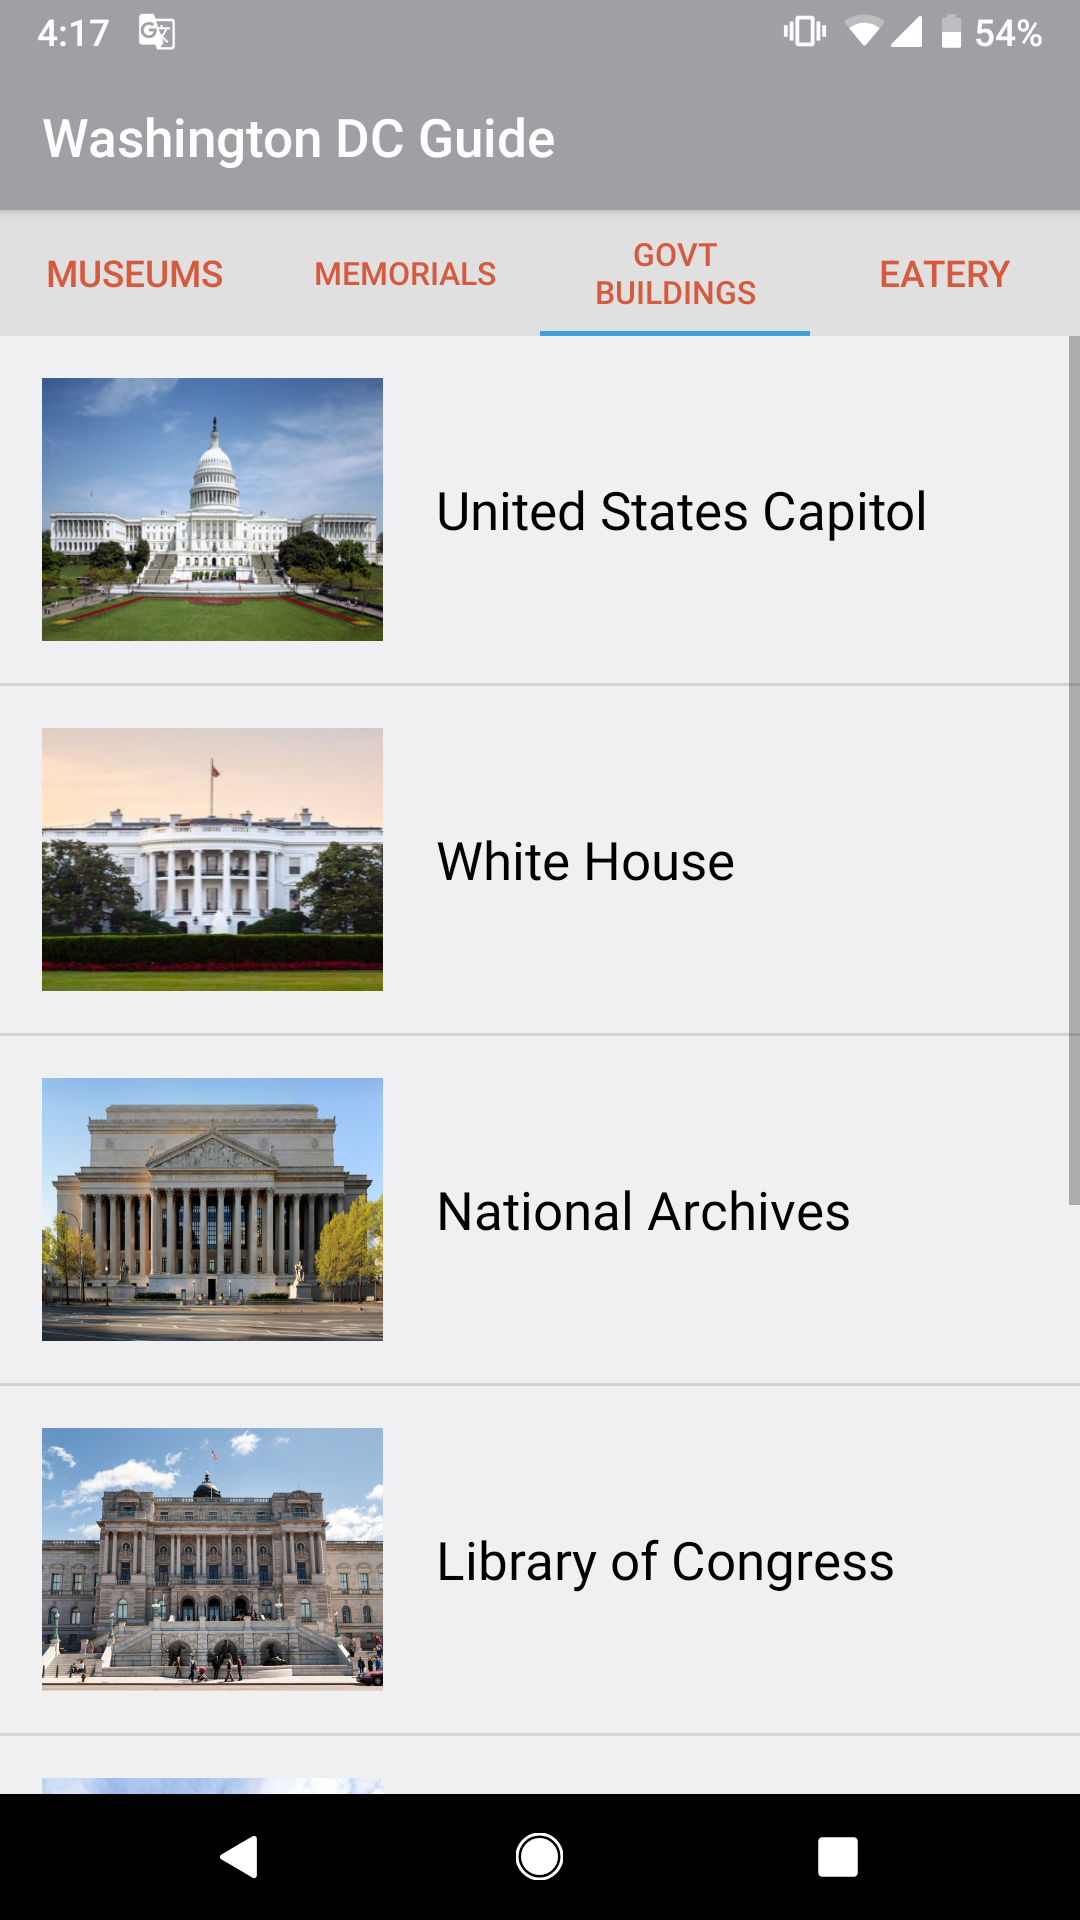 4:17
54%
Washington DC Guide
MUSEUMS
MEMORIALS
GOVT
BUILDINGS
EATERY
United States Capitol
White House
National Archives
Library of Congress